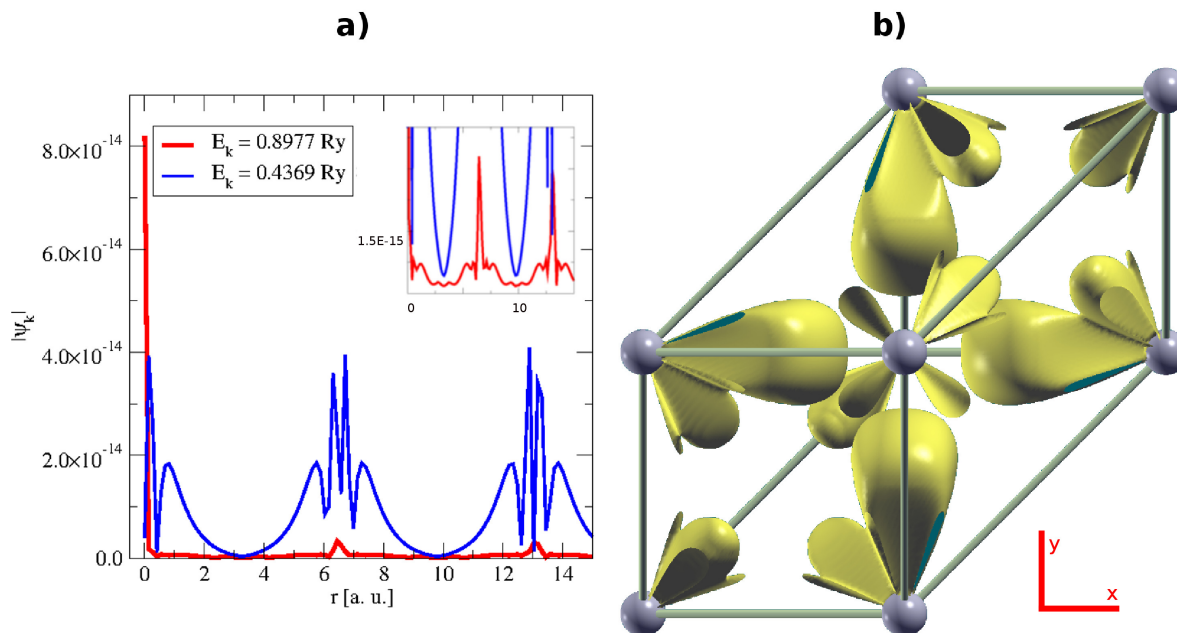 a)
b)
E_k = 0.8977 Ry
E_k = 0.4369 Ry
1.5E-15
0 10
|ψ_k|
8.0×10^-14
6.0×10^-14
4.0×10^-14
2.0×10^-14
0.0
0 2 4 6 8 10 12 14
r [a. u.]
y
x